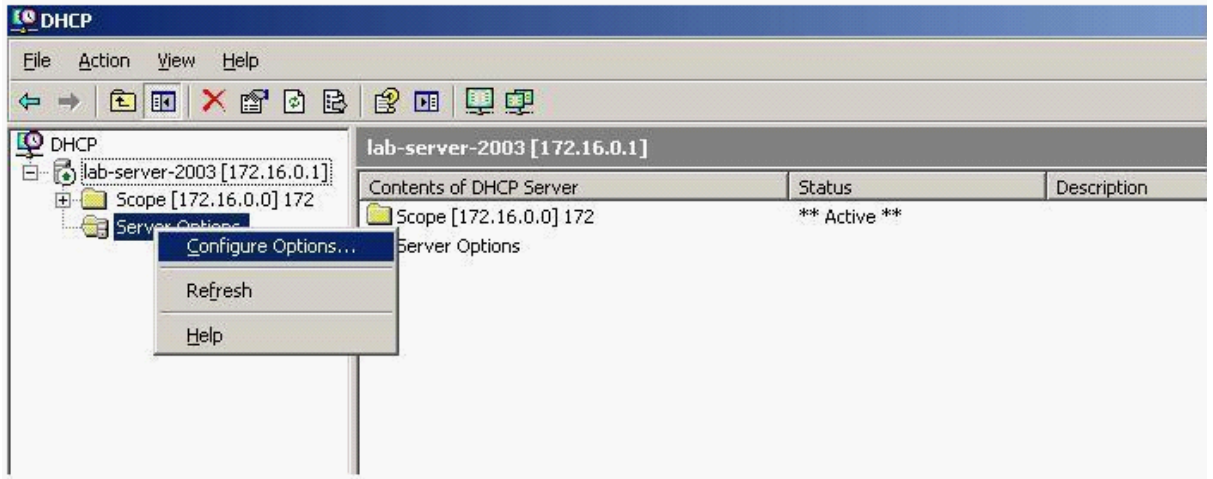 DHCP
File Action View Help
DHCP
lab-server-2003 [172.16.0.1]
Scope [172.16.0.0] 172
Server Options
Configure Options...
Refresh
Help
lab-server-2003 [172.16.0.1]
Contents of DHCP Server Status Description
Scope [172.16.0.0] 172 ** Active **
Server Options